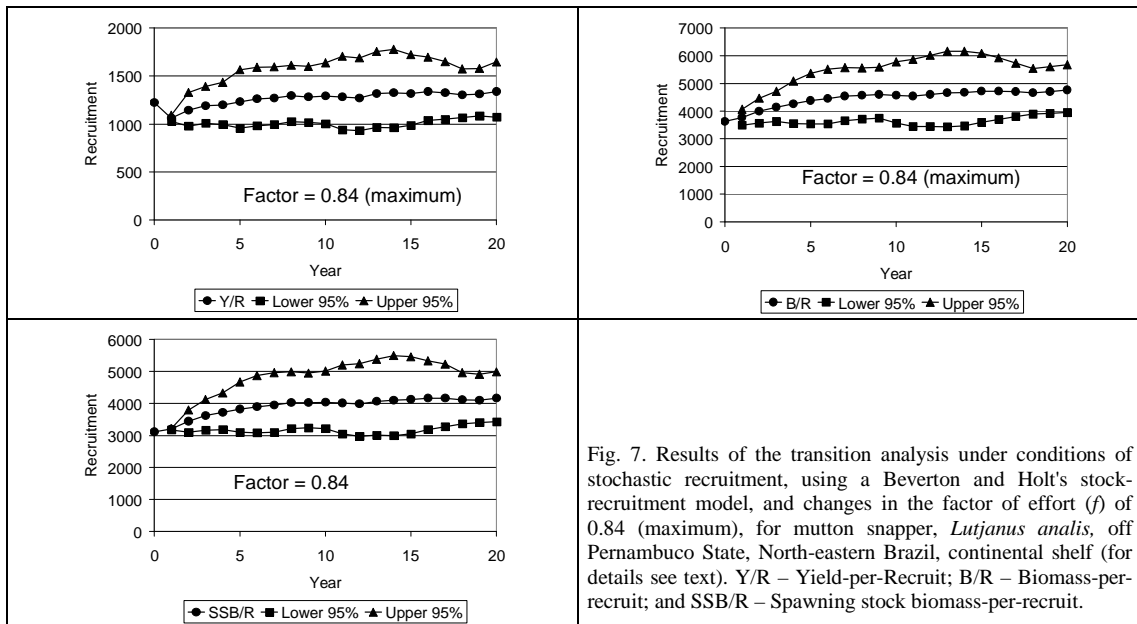 2000
1500
1000
500
0
Recruitment
Factor = 0.84 (maximum)
0 5 10 15 20
Year
Y/R Lower 95% Upper 95%
7000
6000
5000
4000
3000
2000
1000
0
Recruitment
Factor = 0.84 (maximum)
0 5 10 15 20
Year
B/R Lower 95% Upper 95%
6000
5000
4000
3000
2000
1000
0
Recruitment
Factor = 0.84
0 5 10 15 20
Year
SSB/R Lower 95% Upper 95%
Fig. 7. Results of the transition analysis under conditions of
stochastic recruitment, using a Beverton and Holt's stock-
recruitment model, and changes in the factor of effort (f) of
0.84 (maximum), for mutton snapper, Lutjanus analis, off
Pernambuco State, North-eastern Brazil, continental shelf (for
details see text). Y/R – Yield-per-Recruit; B/R – Biomass-per-
recruit; and SSB/R – Spawning stock biomass-per-recruit.